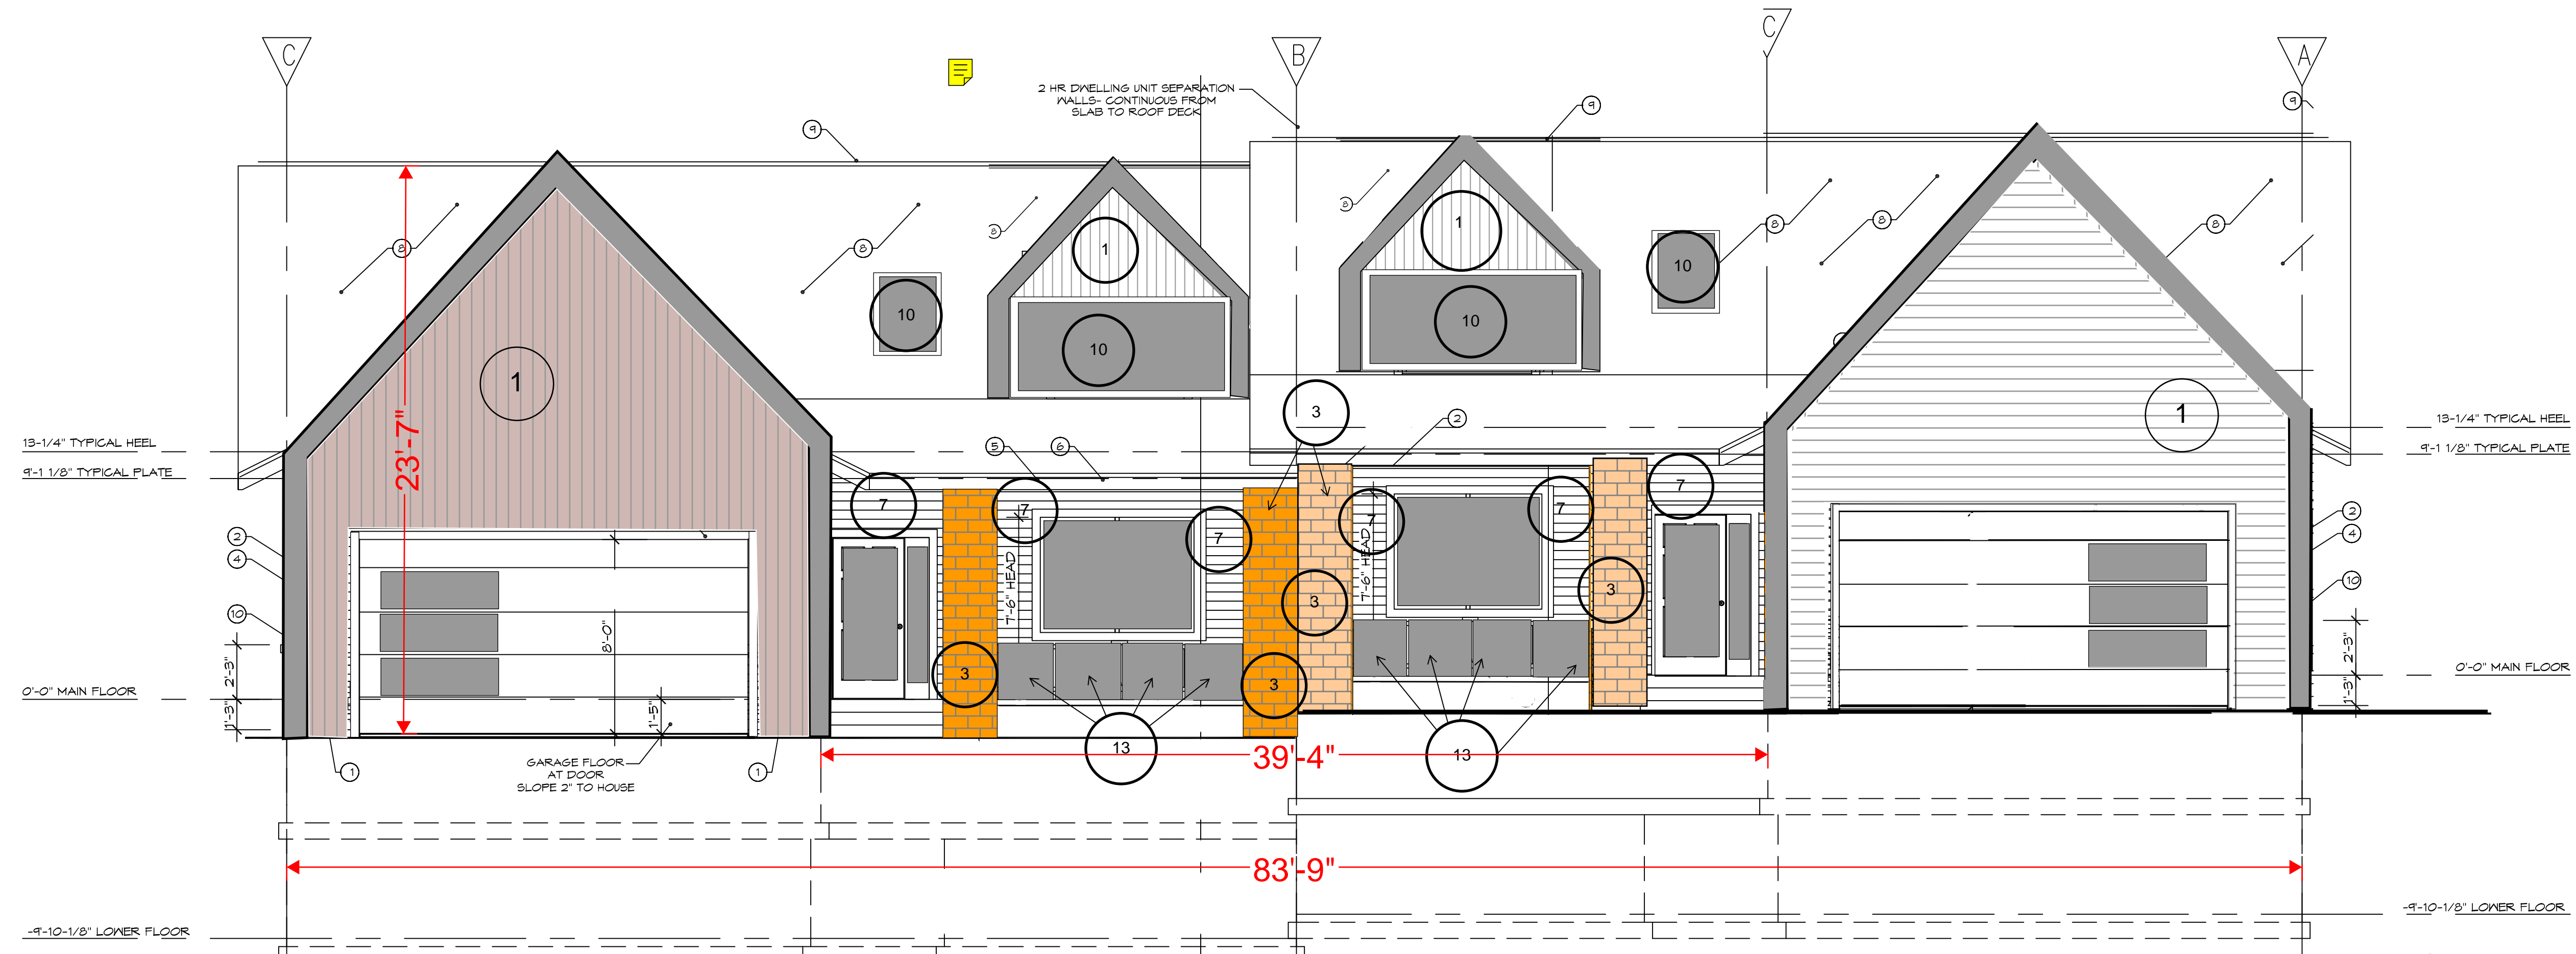 C
B
C
A
2 HR DWELLING UNIT SEPARATION
WALLS- CONTINUOUS FROM
SLAB TO ROOF DECK
9
9
9
8
8
8
8
8
8
8
1
1
1
1
10
10
10
10
23'-7"
3
2
5
6
13-1/4" TYPICAL HEEL
9'-1 1/8" TYPICAL PLATE
13-1/4" TYPICAL HEEL
9'-1 1/8" TYPICAL PLATE
7
7
7
7
7
7
7'-6" HEAD
7'-6" HEAD
2
4
10
2
4
10
3
3
3
3
8'-0"
2'-3"
1'-3"
1'-5"
2'-3"
1'-3"
0'-0" MAIN FLOOR
0'-0" MAIN FLOOR
13
13
1
1
GARAGE FLOOR
AT DOOR
SLOPE 2" TO HOUSE
39'-4"
83'-9"
-9'-10-1/8" LOWER FLOOR
-9'-10-1/8" LOWER FLOOR